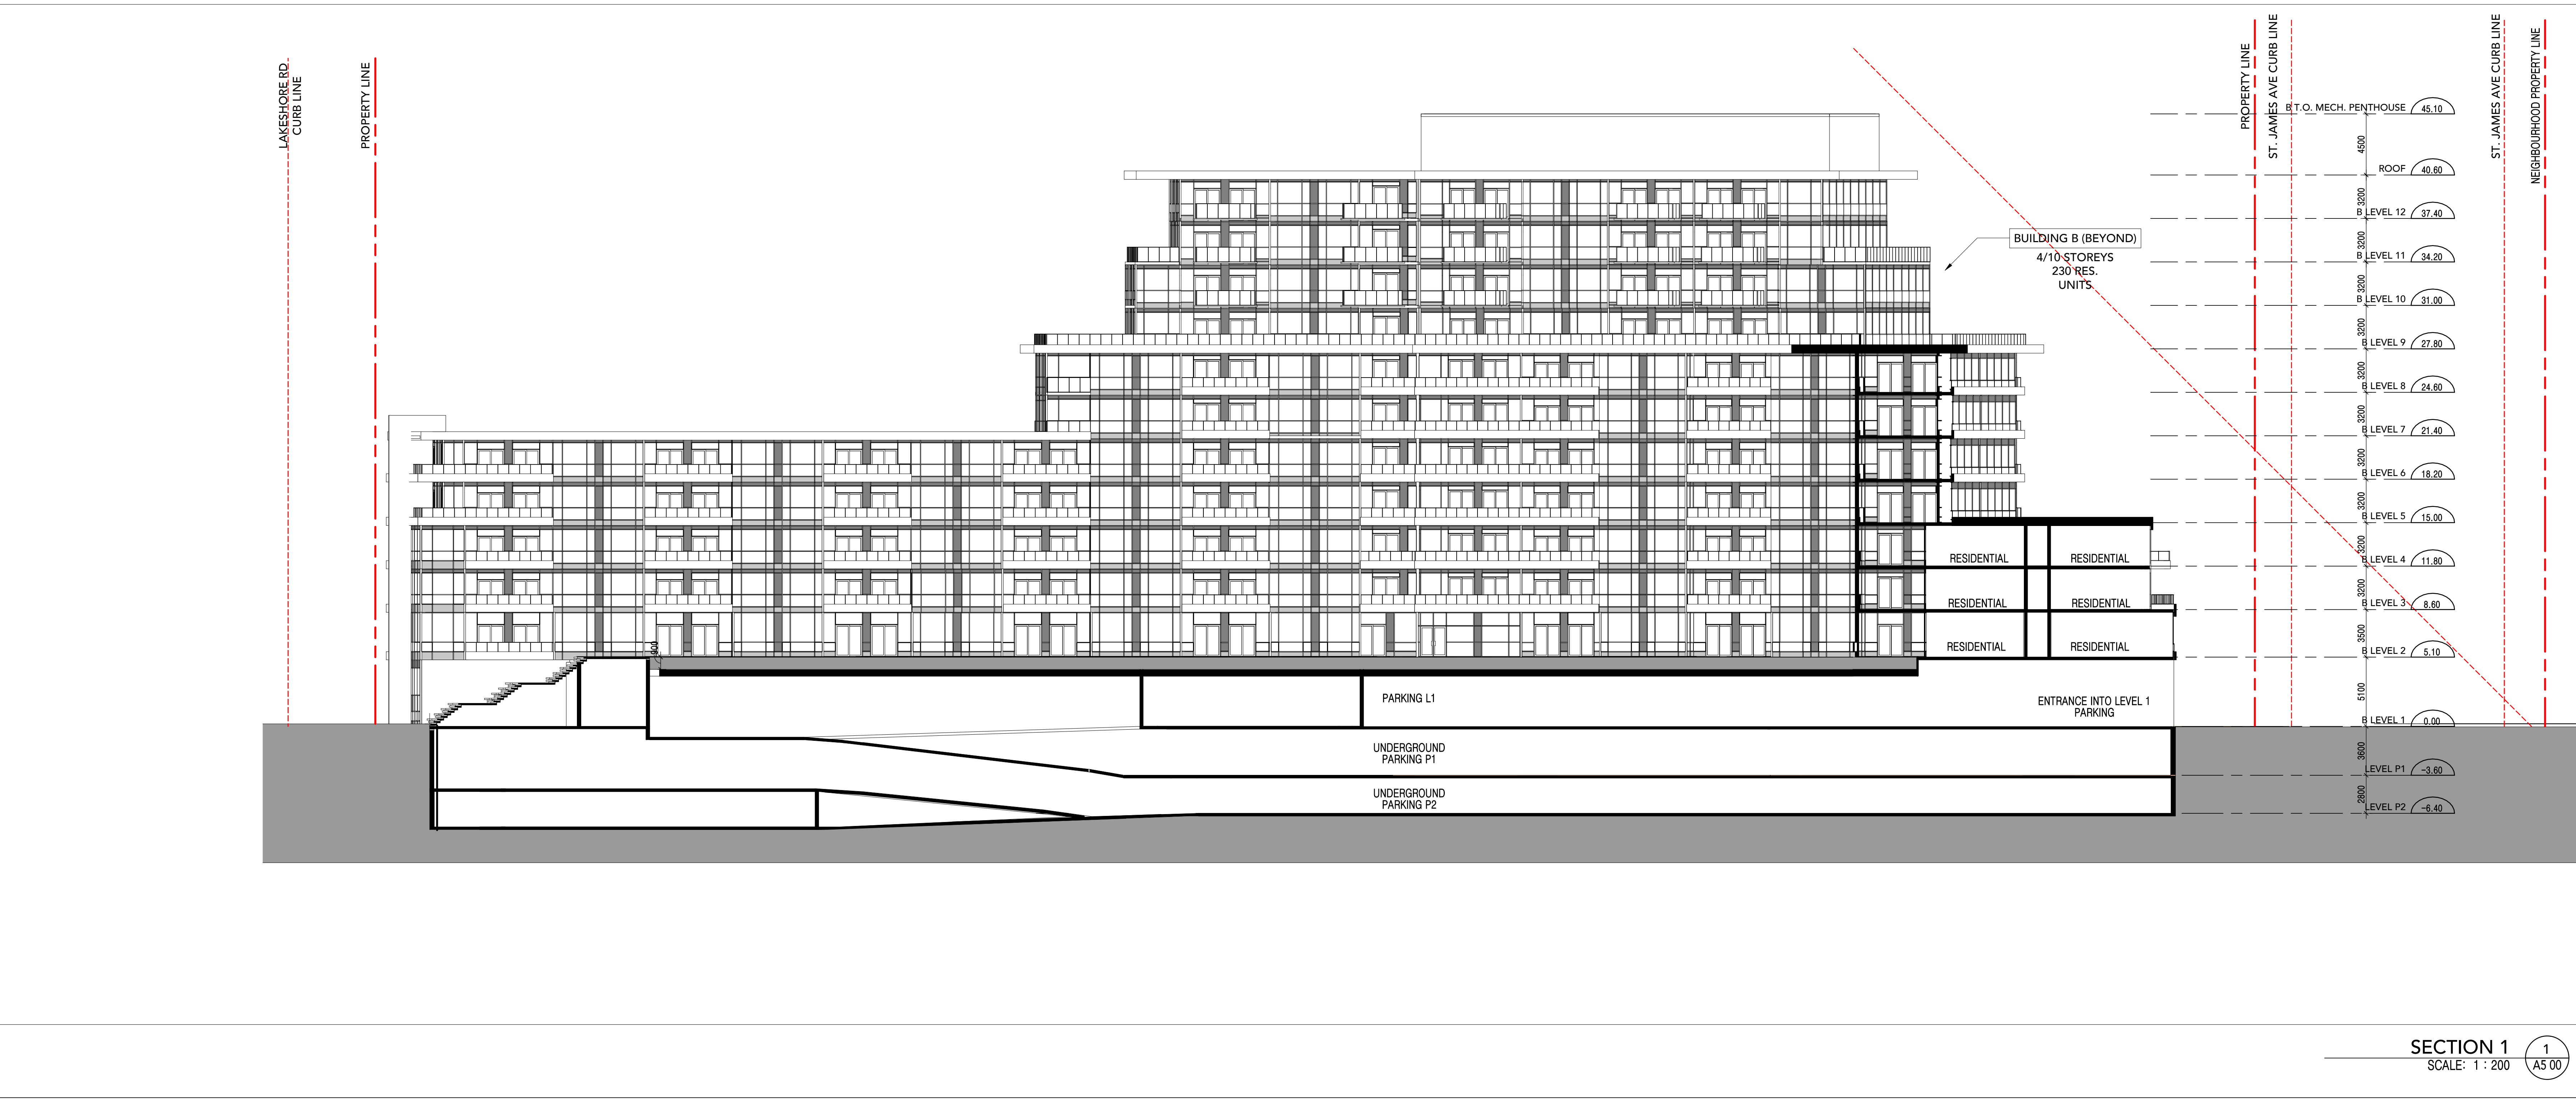 LAKESHORE RD.
CURB LINE
PROPERTY LINE
PROPERTY LINE
ST. JAMES AVE CURB LINE
ST. JAMES AVE CURB LINE
NEIGHBOURHOOD PROPERTY LINE
B T.O. MECH. PENTHOUSE 45.10
4500
ROOF 40.60
3200
B LEVEL 12 37.40
3200
B LEVEL 11 34.20
3200
B LEVEL 10 31.00
3200
B LEVEL 9 27.80
3200
B LEVEL 8 24.60
3200
B LEVEL 7 21.40
3200
B LEVEL 6 18.20
3200
B LEVEL 5 15.00
3200
B LEVEL 4 11.80
3200
B LEVEL 3 8.60
3500
B LEVEL 2 5.10
5100
B LEVEL 1 0.00
3600
LEVEL P1 -3.60
2800
LEVEL P2 -6.40
BUILDING B (BEYOND)
4/10 STOREYS
230 RES.
UNITS
RESIDENTIAL RESIDENTIAL
RESIDENTIAL RESIDENTIAL
RESIDENTIAL RESIDENTIAL
900
PARKING L1
ENTRANCE INTO LEVEL 1
PARKING
UNDERGROUND
PARKING P1
UNDERGROUND
PARKING P2
SECTION 1
SCALE: 1 : 200
1
A5 00